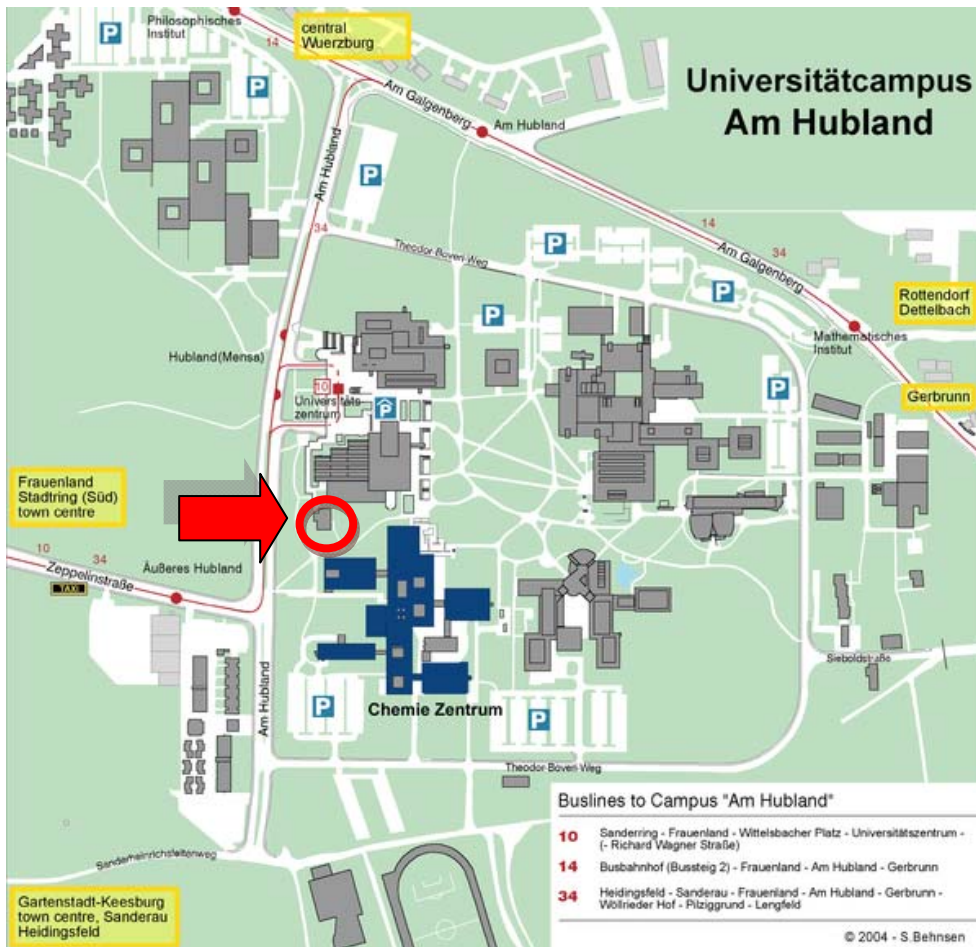 Philosophisches
Institut
14
central
Wuerzburg
Universitätcampus
Am Hubland
P
P
Am Galgenberg
Am Hubland
Am Hubland
P
34
14
34
Am Galgenberg
Theodor-Boveri-Weg
P
P
P
Rottendorf
Dettelbach
Mathematisches
Institut
Hubland(Mensa)
10
Universitäts
zentrum
P
P
Gerbrunn
Frauenland
Stadtring (Süd)
town centre
10
34
Zeppelinstraße
TAXI
Äußeres Hubland
Am Hubland
Sieboldstraße
P
Chemie Zentrum
P
Theodor-Boveri-Weg
Sanderheinrichsleitenweg
Gartenstadt-Keesburg
town centre, Sanderau
Heidingsfeld
Buslines to Campus "Am Hubland"
10 Sanderring - Frauenland - Wittelsbacher Platz - Universitätszentrum -
(- Richard Wagner Straße)
14 Busbahnhof (Bussteig 2) - Frauenland - Am Hubland - Gerbrunn
34 Heidingsfeld - Sanderau - Frauenland - Am Hubland - Gerbrunn -
Wöllrieder Hof - Pilziggrund - Lengfeld
© 2004 - S.Behnsen